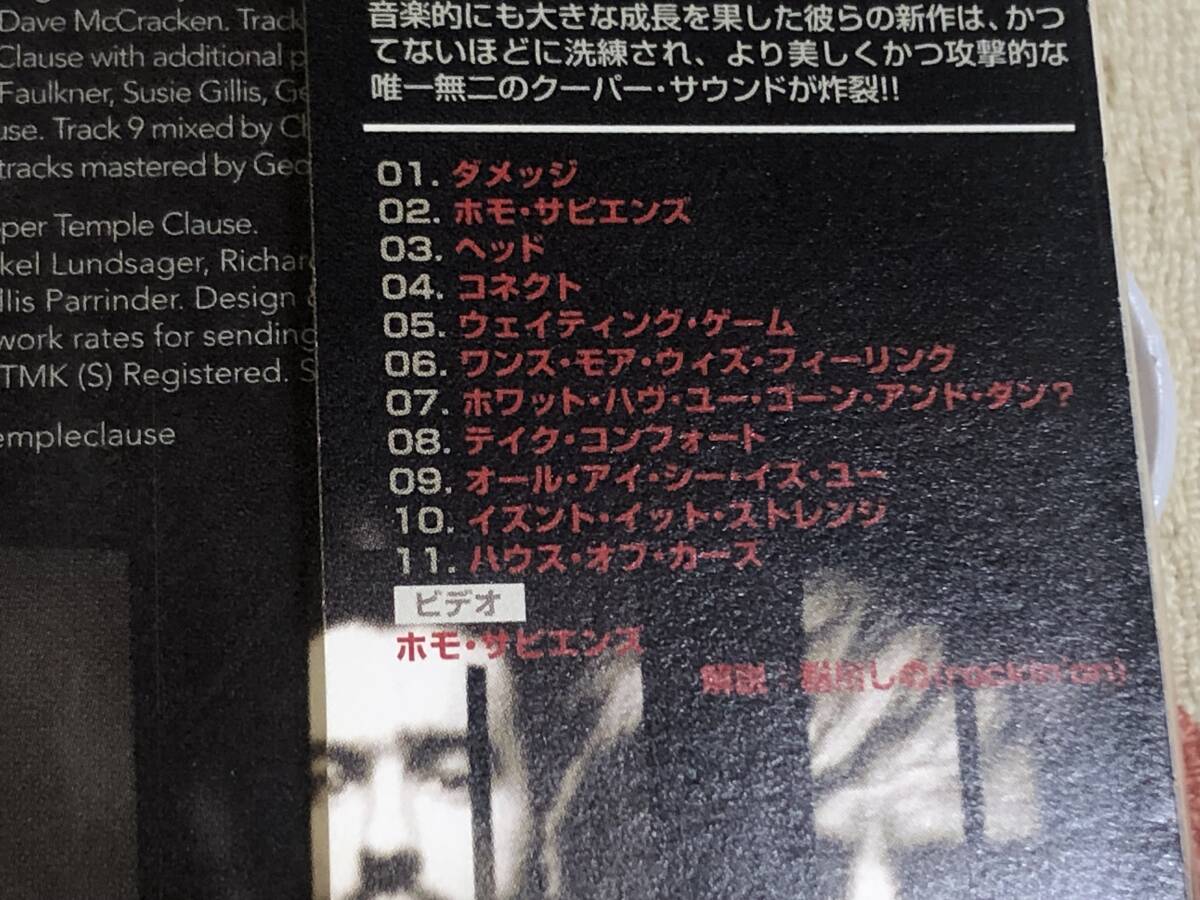 Dave McCracken. Track
Clause with additional
Faulkner, Susie Gillis,
use. Track 9 mixed by
tracks mastered by
per Temple Clause.
kel Lundsager,
llis Parrinder. Design
work rates for sending
TMK (S) Registered.
empleclause
音楽的にも大きな成長を果した彼らの新作は、かつ
てないほどに洗練され、より美しくかつ攻撃的な
唯一無二のクーパー・サウンドが炸裂!!
01. ダメッジ
02. ホモ・サピエンズ
03. ヘッド
04. コネクト
05. ウェイティング・ゲーム
06. ワンス・モア・ウィズ・フィーリング
07. ホワット・ハヴ・ユー・ゴーン・アンド・ダン?
08. テイク・コンフォート
09. オール・アイ・シー・イズ・ユー
10. イズント・イット・ストレンジ
11. ハウス・オブ・カーズ
ビデオ
ホモ・サピエンズ
解説：しの(rockin'on)